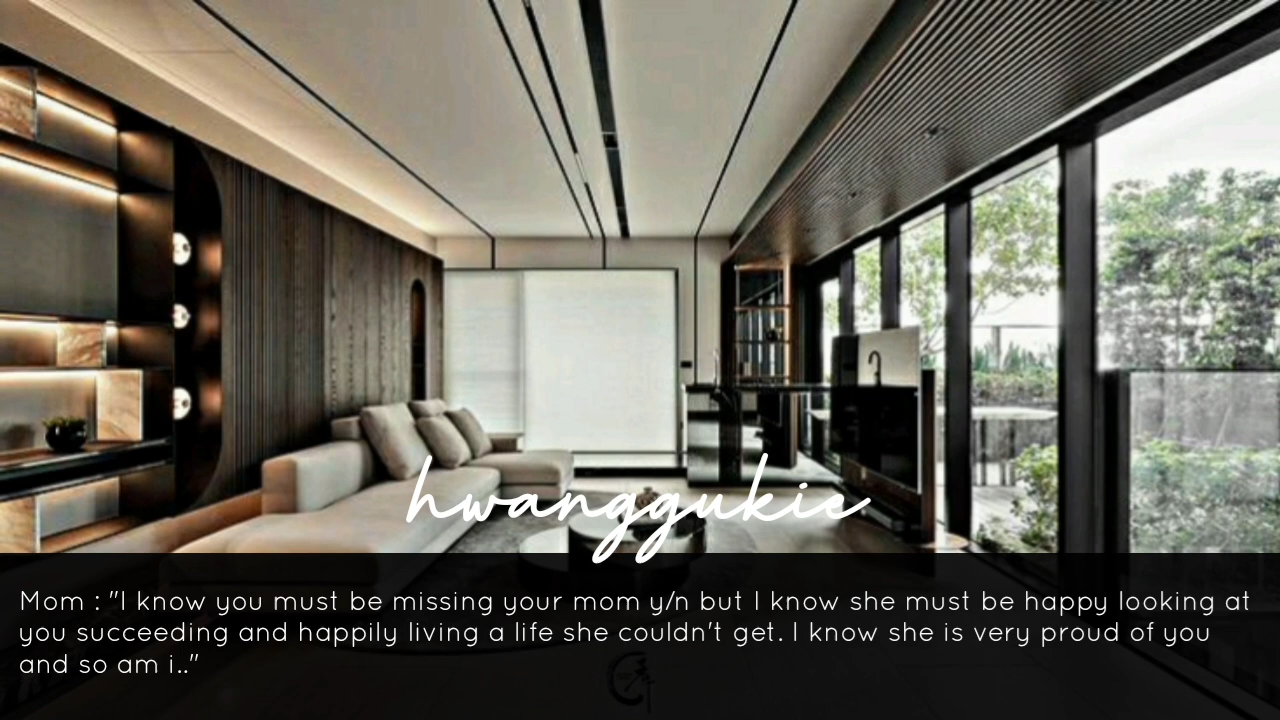 hwanggukie
Mom : "I know you must be missing your mom y/n but I know she must be happy looking at
you succeeding and happily living a life she couldn't get. I know she is very proud of you
and so am i.."